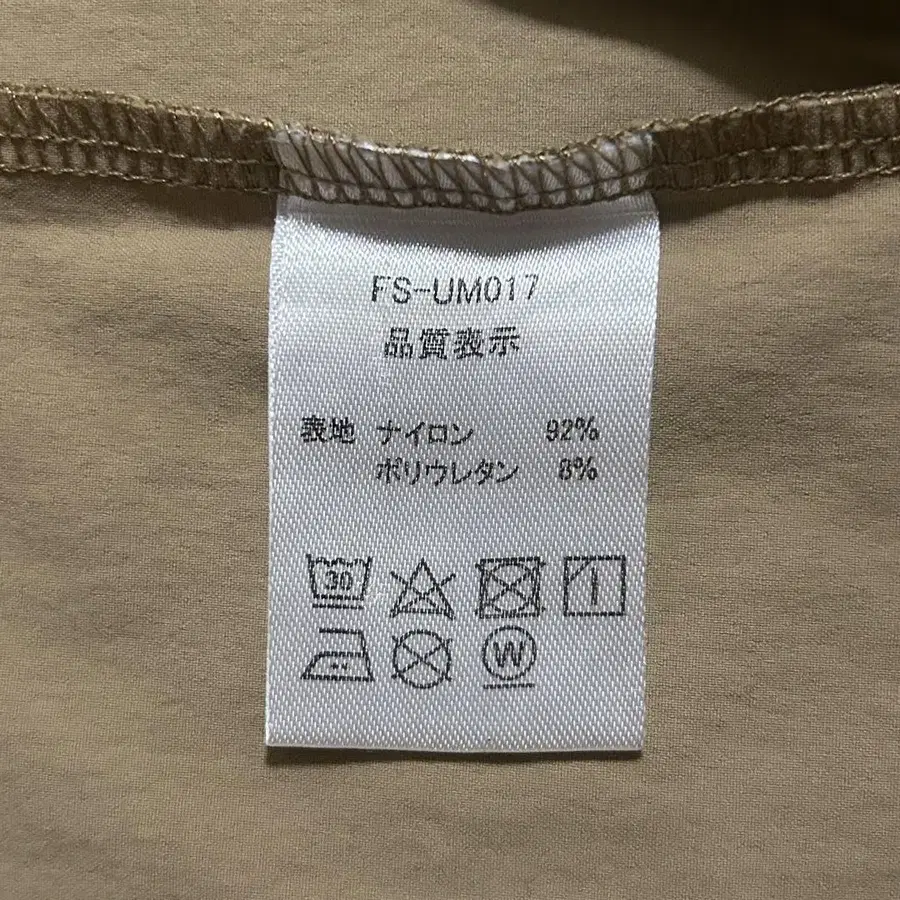 FS-UM017
品質表示
表地 ナイロン 92%
ポリウレタン 8%
30
W